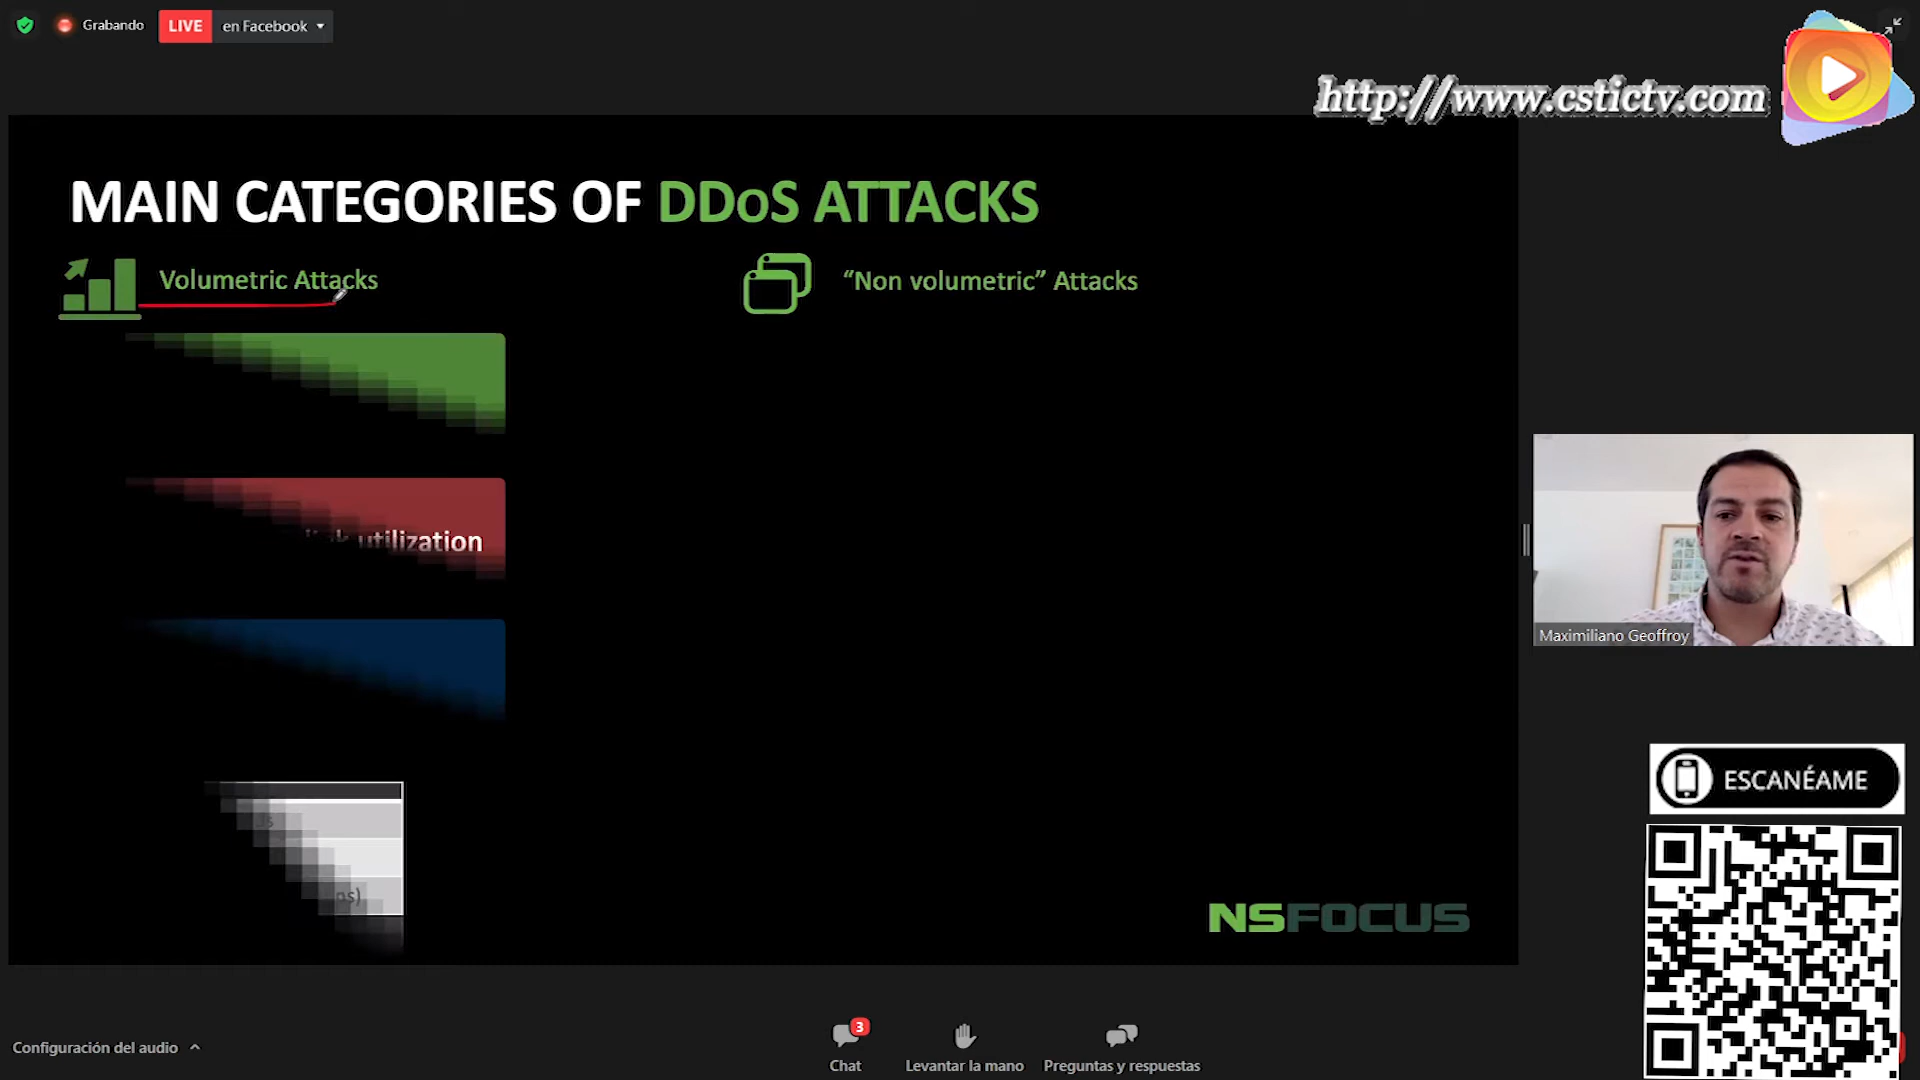 Grabando
LIVE en Facebook
http://www.cstictv.com
MAIN CATEGORIES OF DDoS ATTACKS
Volumetric Attacks
“Non volumetric” Attacks
utilization
Maximiliano Geoffroy
ESCANÉAME
NSFOCUS
Configuración del audio
3
Chat
Levantar la mano
Preguntas y respuestas